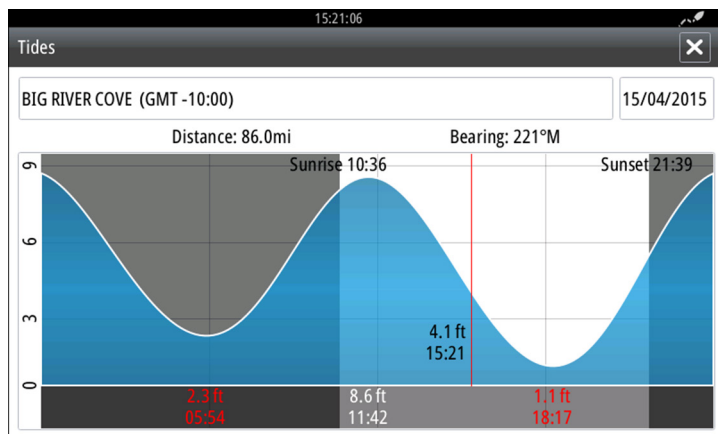 15:21:06
Tides
BIG RIVER COVE (GMT -10:00)
15/04/2015
Distance: 86.0mi
Bearing: 221°M
Sunrise 10:36
Sunset 21:39
9
6
3
0
4.1 ft
15:21
2.3 ft
05:54
8.6 ft
11:42
1.1 ft
18:17